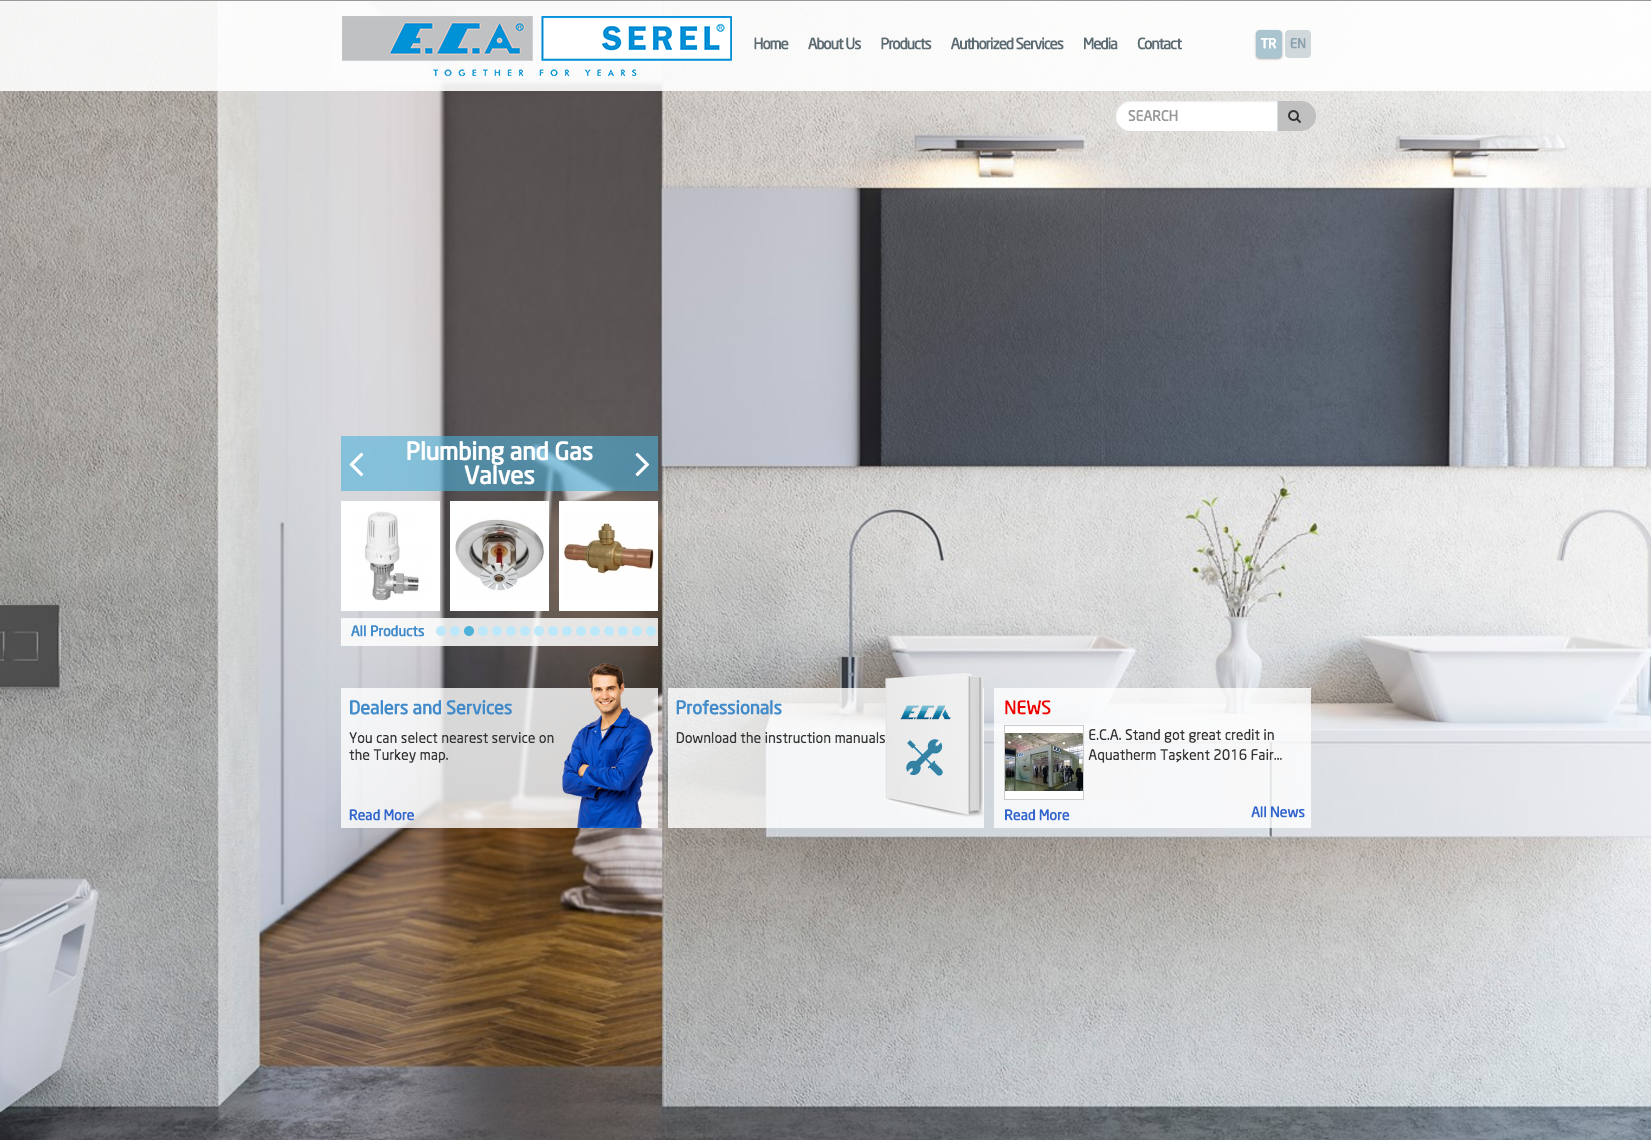 E.C.A®
SEREL®
TOGETHER FOR YEARS
Home About Us Products Authorized Services Media Contact
TR EN
SEARCH
Plumbing and Gas
Valves
All Products
Dealers and Services
You can select nearest service on
the Turkey map.
Read More
Professionals
Download the instruction manuals
E.C.A
NEWS
E.C.A. Stand got great credit in
Aquatherm Taşkent 2016 Fair...
Read More
All News